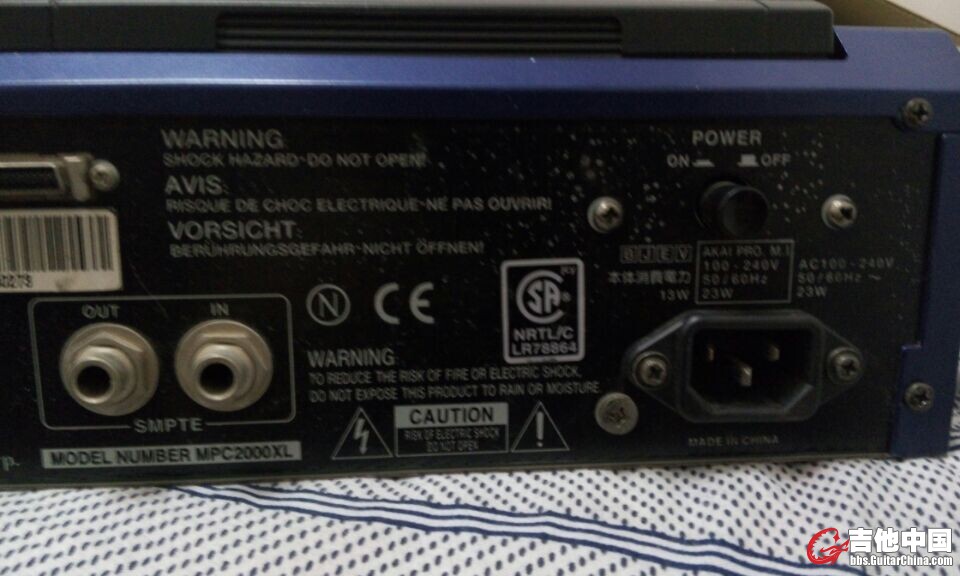 WARNING:
SHOCK HAZARD-DO NOT OPEN!
AVIS:
RISQUE DE CHOC ELECTRIQUE-NE PAS OUVRIR!
VORSICHT:
BERÜHRUNGSGEFAHR-NICHT ÖFFNEN!
POWER
ON OFF
本体消費電力
13W
AKAI PRO. M.I
100-240V
50/60Hz
23W
AC100-240V
50/60Hz ~
23W
OUT IN
SMPTE
N CE
SA
NRTL/C
LR78864
WARNING
TO REDUCE THE RISK OF FIRE OR ELECTRIC SHOCK,
DO NOT EXPOSE THIS PRODUCT TO RAIN OR MOISTURE.
CAUTION
RISK OF ELECTRIC SHOCK
DO NOT OPEN
MODEL NUMBER MPC2000XL
MADE IN CHINA
吉他中国
bbs.GuitarChina.com